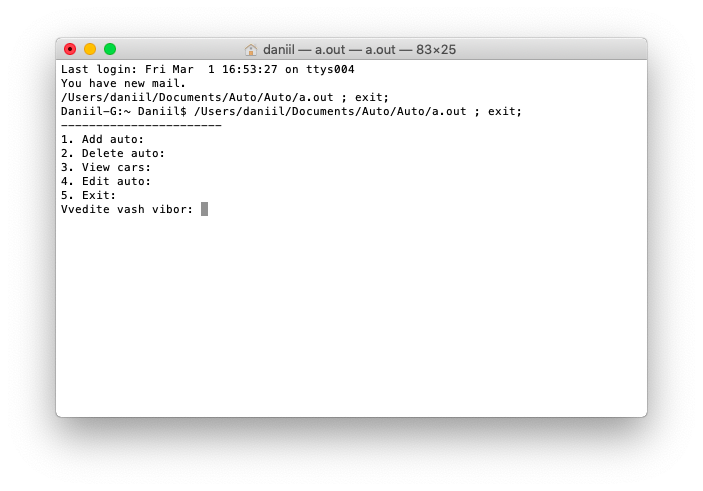 daniil — a.out — a.out — 83×25
Last login: Fri Mar  1 16:53:27 on ttys004
You have new mail.
/Users/daniil/Documents/Auto/Auto/a.out ; exit;
Daniil-G:~ Daniil$ /Users/daniil/Documents/Auto/Auto/a.out ; exit;
-----------------------
1. Add auto:
2. Delete auto:
3. View cars:
4. Edit auto:
5. Exit:
Vvedite vash vibor: